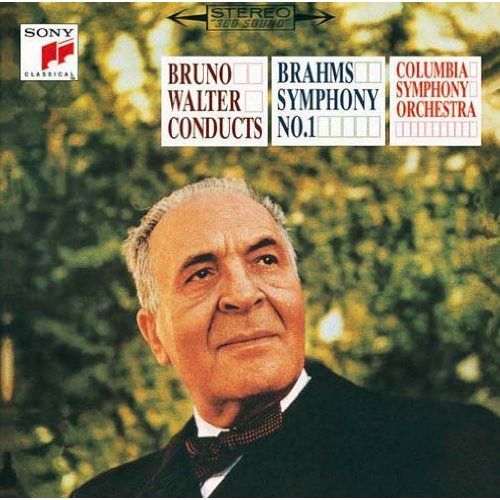 STEREO
"360 SOUND"
SONY
CLASSICAL
BRUNO
WALTER
CONDUCTS
BRAHMS
SYMPHONY
NO.1
COLUMBIA
SYMPHONY
ORCHESTRA